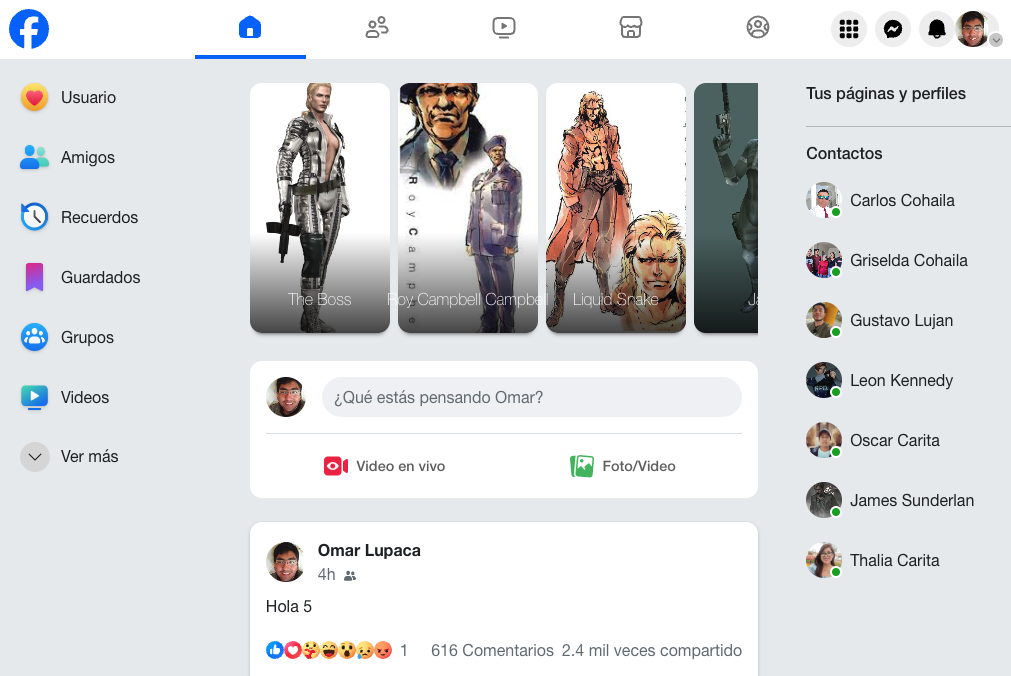 Usuario
Amigos
Recuerdos
Guardados
Grupos
Videos
Ver más
Roy Campbell
The Boss
Roy Campbell Campbell
Liquid Snake
¿Qué estás pensando Omar?
Video en vivo
Foto/Video
Omar Lupaca
4h
Hola 5
1 616 Comentarios 2.4 mil veces compartido
Tus páginas y perfiles
Contactos
Carlos Cohaila
Griselda Cohaila
Gustavo Lujan
Leon Kennedy
Oscar Carita
James Sunderlan
Thalia Carita